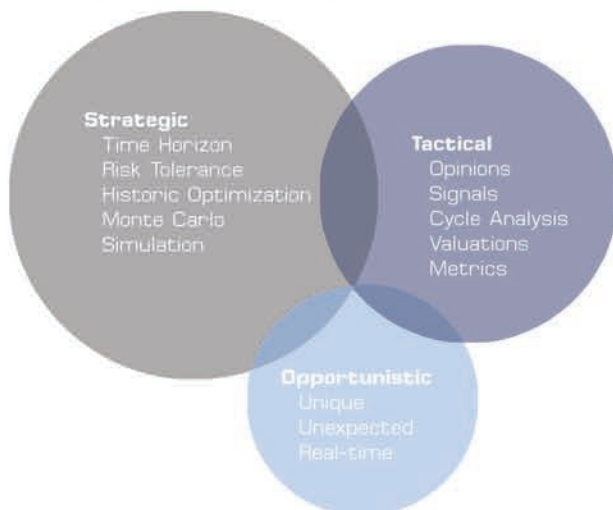 Strategic
Time Horizon
Risk Tolerance
Historic Optimization
Monte Carlo
Simulation
Tactical
Opinions
Signals
Cycle Analysis
Valuations
Metrics
Opportunistic
Unique
Unexpected
Real-time